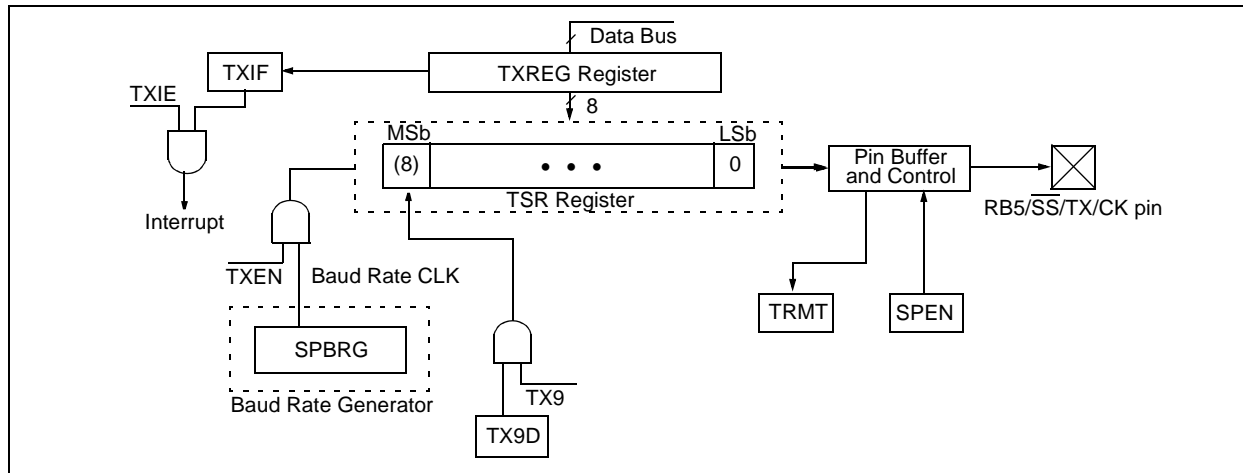 Data Bus
TXIF
TXREG Register
TXIE
8
MSb
LSb
(8)
• • •
0
Pin Buffer
and Control
TSR Register
Interrupt
RB5/SS/TX/CK pin
TXEN
Baud Rate CLK
TRMT
SPEN
SPBRG
TX9
Baud Rate Generator
TX9D